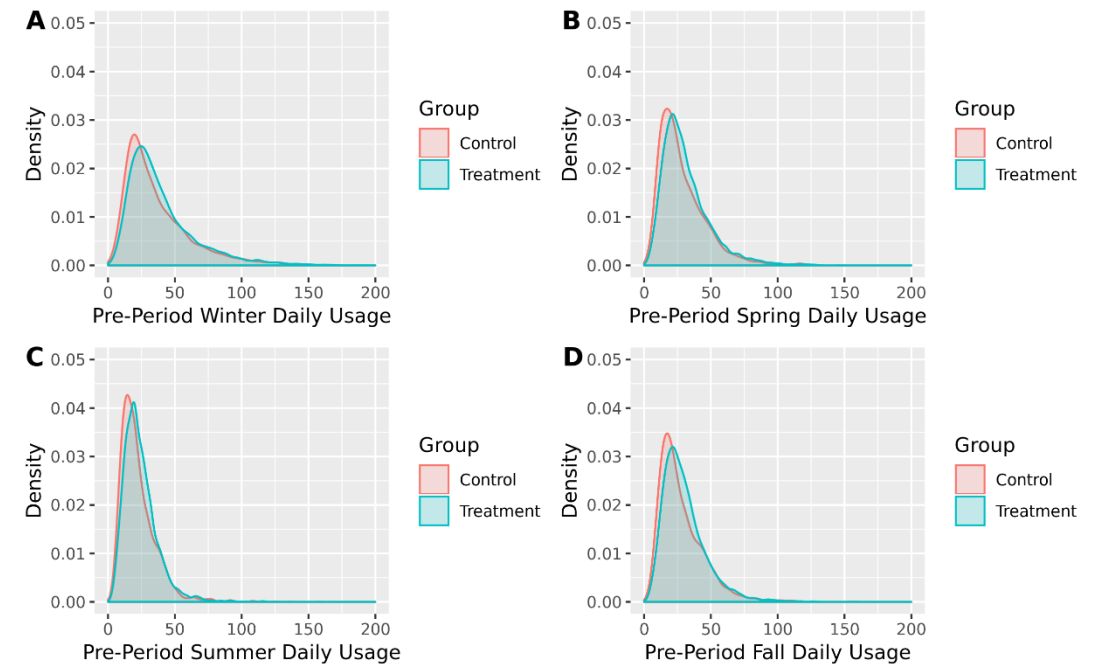 A
0.05
0.04
0.03
0.02
0.01
0.00
Density
0 50 100 150 200
Pre-Period Winter Daily Usage
Group
Control
Treatment
B
0.05
0.04
0.03
0.02
0.01
0.00
Density
0 50 100 150 200
Pre-Period Spring Daily Usage
Group
Control
Treatment
C
0.05
0.04
0.03
0.02
0.01
0.00
Density
0 50 100 150 200
Pre-Period Summer Daily Usage
Group
Control
Treatment
D
0.05
0.04
0.03
0.02
0.01
0.00
Density
0 50 100 150 200
Pre-Period Fall Daily Usage
Group
Control
Treatment